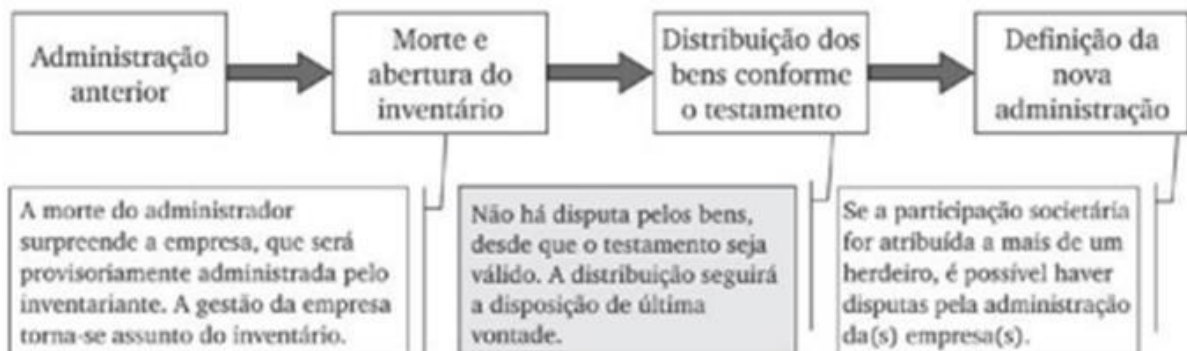 Administração
anterior
Morte e
abertura do
inventário
Distribuição dos
bens conforme
o testamento
Definição da
nova
administração
A morte do administrador
surpreende a empresa, que será
provisoriamente administrada pelo
inventariante. A gestão da empresa
torna-se assunto do inventário.
Não há disputa pelos bens,
desde que o testamento seja
válido. A distribuição seguirá
a disposição de última
vontade.
Se a participação societária
for atribuída a mais de um
herdeiro, é possível haver
disputas pela administração
da(s) empresa(s).